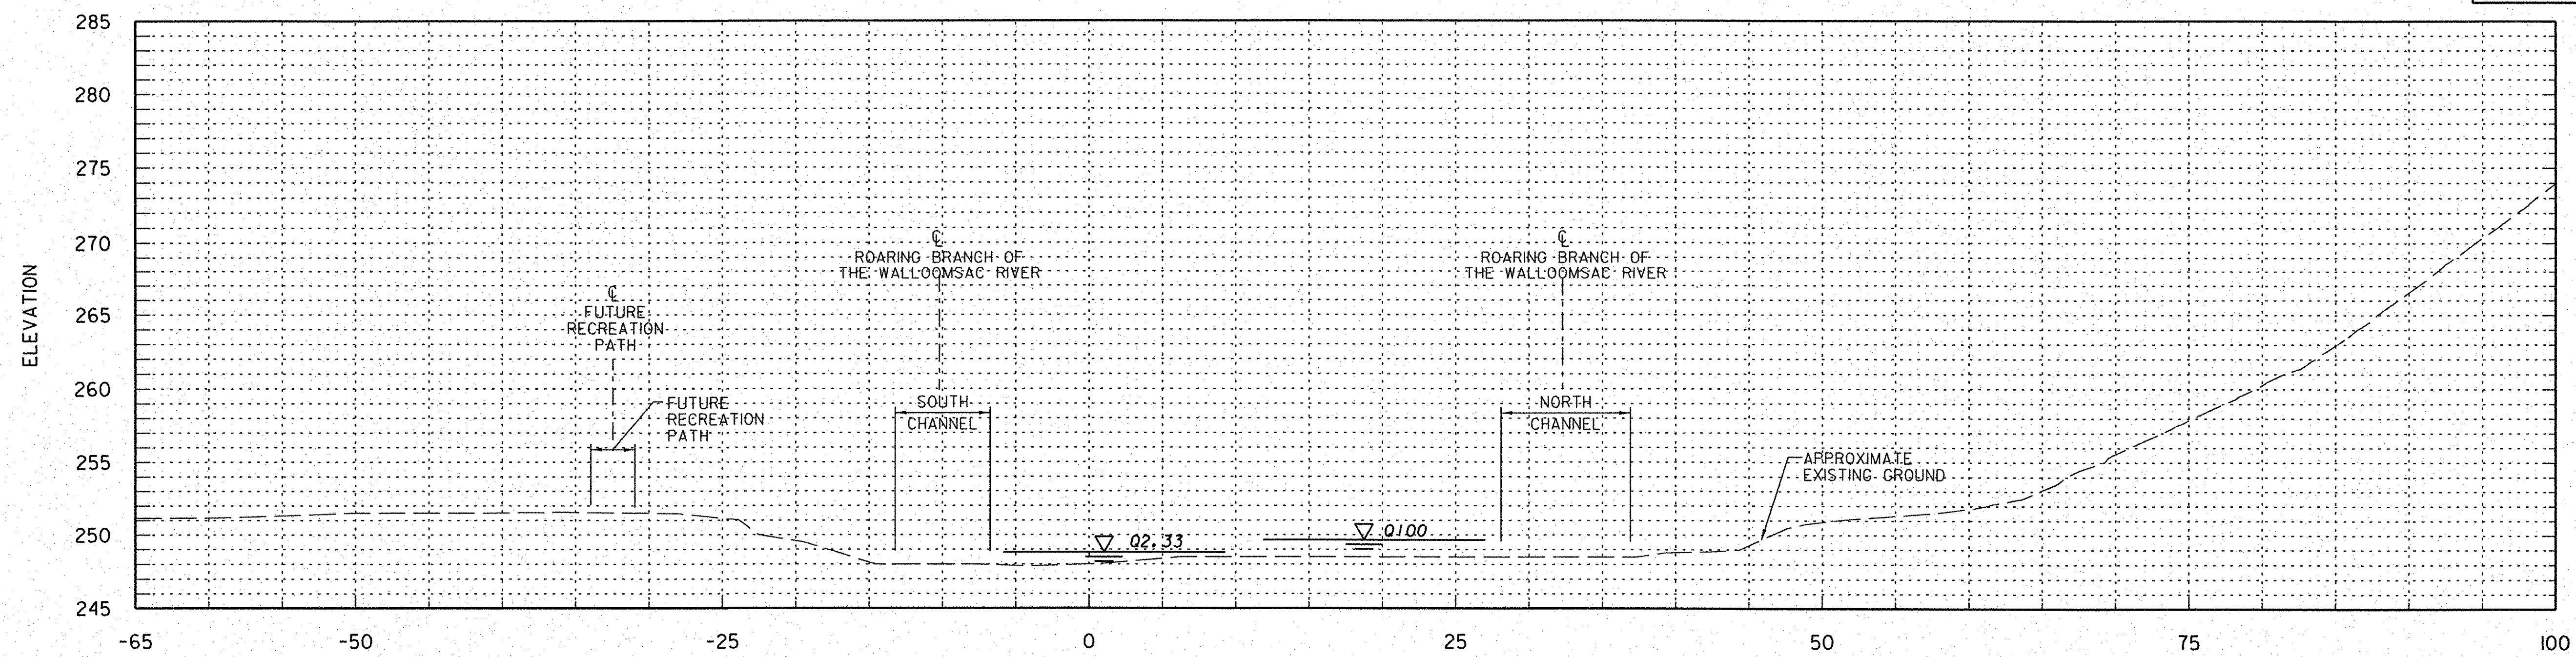 285
280
275
270
265
260
255
250
245
ELEVATION
℄
FUTURE
RECREATION
PATH
FUTURE
RECREATION
PATH
℄
ROARING BRANCH OF
THE WALLOOMSAC RIVER
SOUTH
CHANNEL
Q2.33
Q100
℄
ROARING BRANCH OF
THE WALLOOMSAC RIVER
NORTH
CHANNEL
APPROXIMATE
EXISTING GROUND
-65 -50 -25 0 25 50 75 100